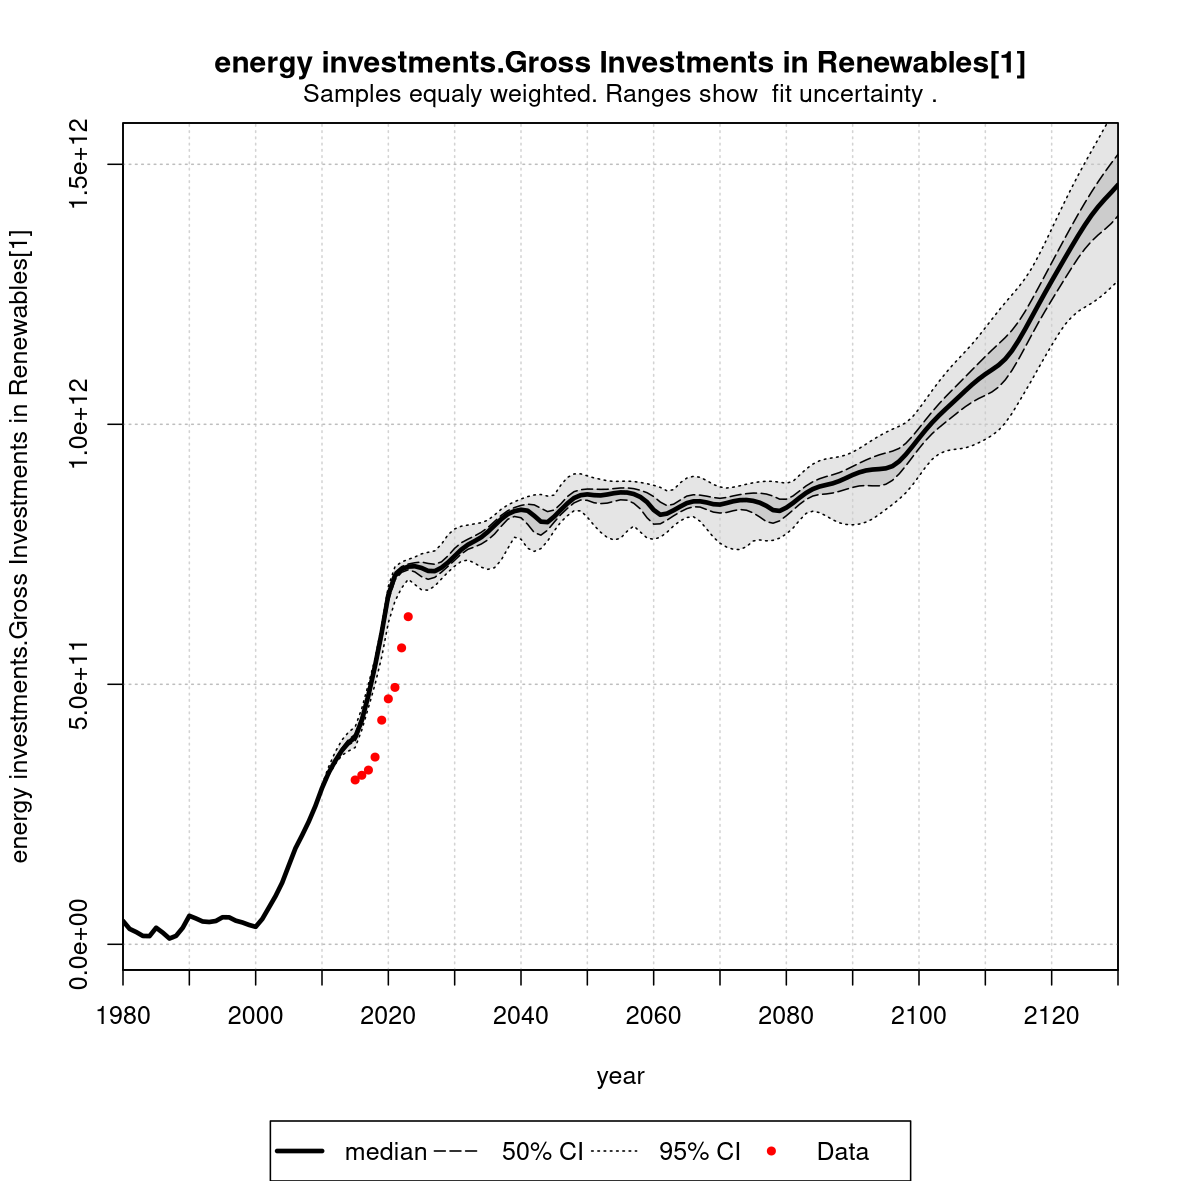 energy investments.Gross Investments in Renewables[1]
Samples equaly weighted. Ranges show  fit uncertainty .
energy investments.Gross Investments in Renewables[1]
1.5e+12
1.0e+12
5.0e+11
0.0e+00
1980 2000 2020 2040 2060 2080 2100 2120
year
median 50% CI 95% CI Data